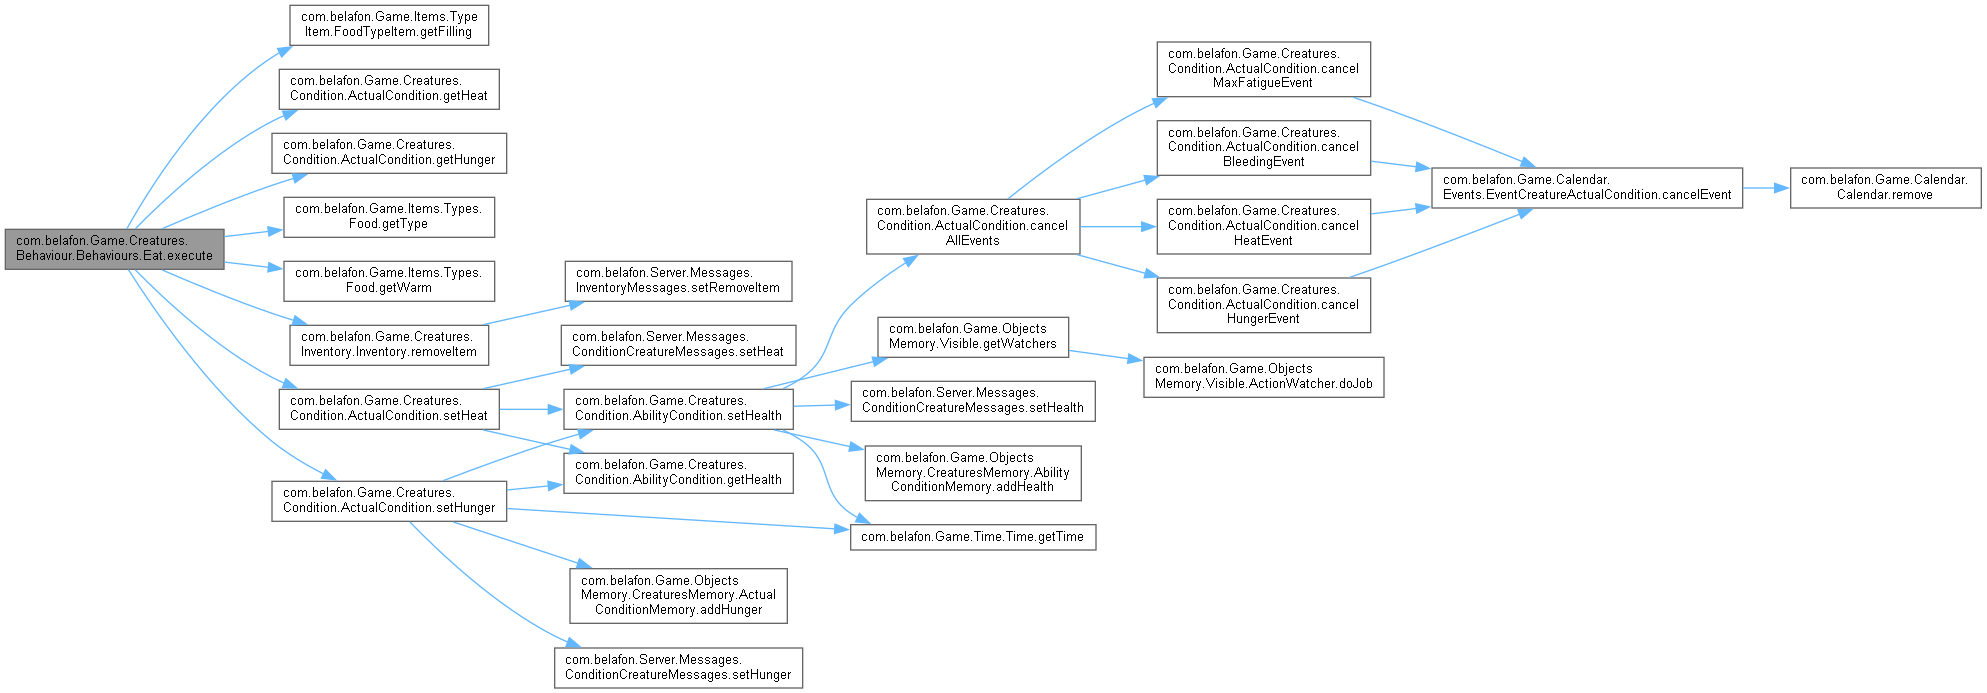 com.belafon.Game.Creatures.
Behaviour.Behaviours.Eat.execute
com.belafon.Game.Items.Type
Item.FoodTypeItem.getFilling
com.belafon.Game.Creatures.
Condition.ActualCondition.getHeat
com.belafon.Game.Creatures.
Condition.ActualCondition.getHunger
com.belafon.Game.Items.Types.
Food.getType
com.belafon.Game.Items.Types.
Food.getWarm
com.belafon.Game.Creatures.
Inventory.Inventory.removeItem
com.belafon.Game.Creatures.
Condition.ActualCondition.setHeat
com.belafon.Game.Creatures.
Condition.ActualCondition.setHunger
com.belafon.Server.Messages.
InventoryMessages.setRemoveItem
com.belafon.Server.Messages.
ConditionCreatureMessages.setHeat
com.belafon.Game.Creatures.
Condition.AbilityCondition.setHealth
com.belafon.Game.Creatures.
Condition.AbilityCondition.getHealth
com.belafon.Game.Objects
Memory.CreaturesMemory.Actual
ConditionMemory.addHunger
com.belafon.Server.Messages.
ConditionCreatureMessages.setHunger
com.belafon.Game.Creatures.
Condition.ActualCondition.cancel
AllEvents
com.belafon.Game.Objects
Memory.Visible.getWatchers
com.belafon.Server.Messages.
ConditionCreatureMessages.setHealth
com.belafon.Game.Objects
Memory.CreaturesMemory.Ability
ConditionMemory.addHealth
com.belafon.Game.Time.Time.getTime
com.belafon.Game.Creatures.
Condition.ActualCondition.cancel
MaxFatigueEvent
com.belafon.Game.Creatures.
Condition.ActualCondition.cancel
BleedingEvent
com.belafon.Game.Creatures.
Condition.ActualCondition.cancel
HeatEvent
com.belafon.Game.Creatures.
Condition.ActualCondition.cancel
HungerEvent
com.belafon.Game.Objects
Memory.Visible.ActionWatcher.doJob
com.belafon.Game.Calendar.
Events.EventCreatureActualCondition.cancelEvent
com.belafon.Game.Calendar.
Calendar.remove